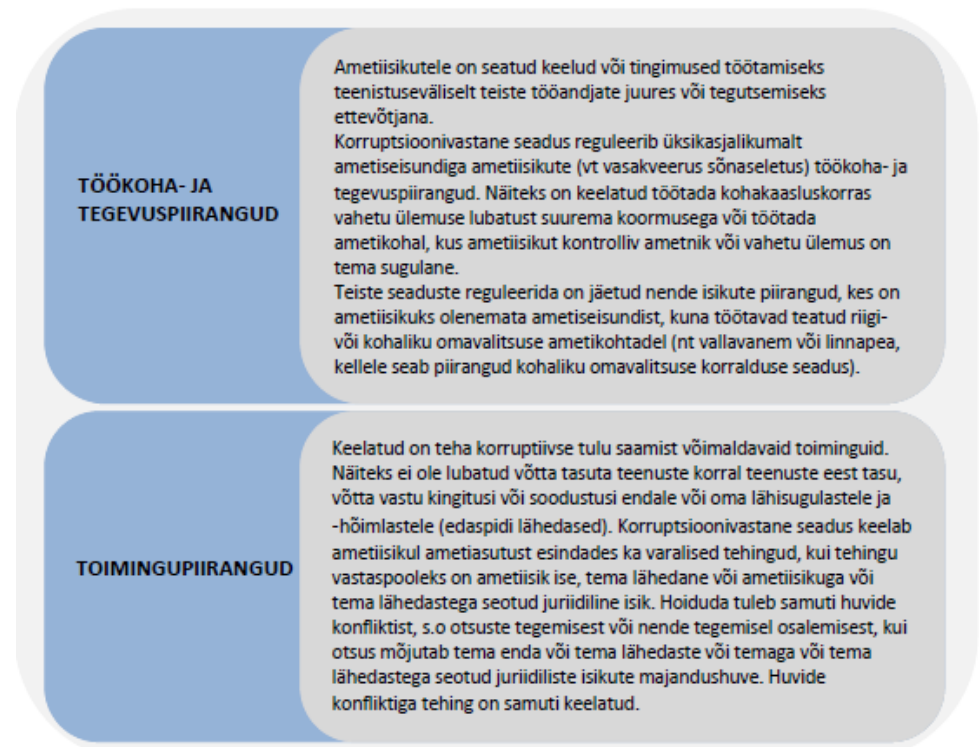 TÖÖKOHA- JA
TEGEVUSPIIRANGUD
Ametiisikutele on seatud keelud või tingimused töötamiseks
teenistuseväliselt teiste tööandjate juures või tegutsemiseks
ettevõtjana.
Korruptsioonivastane seadus reguleerib üksikasjalikumalt
ametiseisundiga ametiisikute (vt vasakveerus sõnaseletus) töökoha- ja
tegevuspiirangud. Näiteks on keelatud töötada kohakaasluskorras
vahetu ülemuse lubatust suurema koormusega või töötada
ametikohal, kus ametiisikut kontrolliv ametnik või vahetu ülemus on
tema sugulane.
Teiste seaduste reguleerida on jäetud nende isikute piirangud, kes on
ametiisikuks olenemata ametiseisundist, kuna töötavad teatud riigi-
või kohaliku omavalitsuse ametikohtadel (nt vallavanem või linnapea,
kellele seab piirangud kohaliku omavalitsuse korralduse seadus).
TOIMINGUPIIRANGUD
Keelatud on teha korruptiivse tulu saamist võimaldavaid toiminguid.
Näiteks ei ole lubatud võtta tasuta teenuste korral teenuste eest tasu,
võtta vastu kingitusi või soodustusi endale või oma lähisugulastele ja
-hõimlastele (edaspidi lähedased). Korruptsioonivastane seadus keelab
ametiisikul ametiasutust esindades ka varalised tehingud, kui tehingu
vastaspooleks on ametiisik ise, tema lähedane või ametiisikuga või
tema lähedastega seotud juriidiline isik. Hoiduda tuleb samuti huvide
konfliktist, s.o otsuste tegemisest või nende tegemisel osalemisest, kui
otsus mõjutab tema enda või tema lähedaste või temaga või tema
lähedastega seotud juriidiliste isikute majandushuve. Huvide
konfliktiga tehing on samuti keelatud.